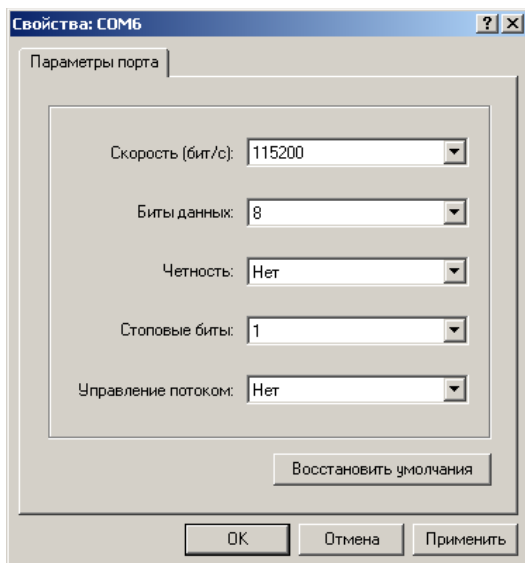 Свойства: COM6
Параметры порта
Скорость (бит/с): 115200
Биты данных: 8
Четность: Нет
Стоповые биты: 1
Управление потоком: Нет
Восстановить умолчания
OK Отмена Применить